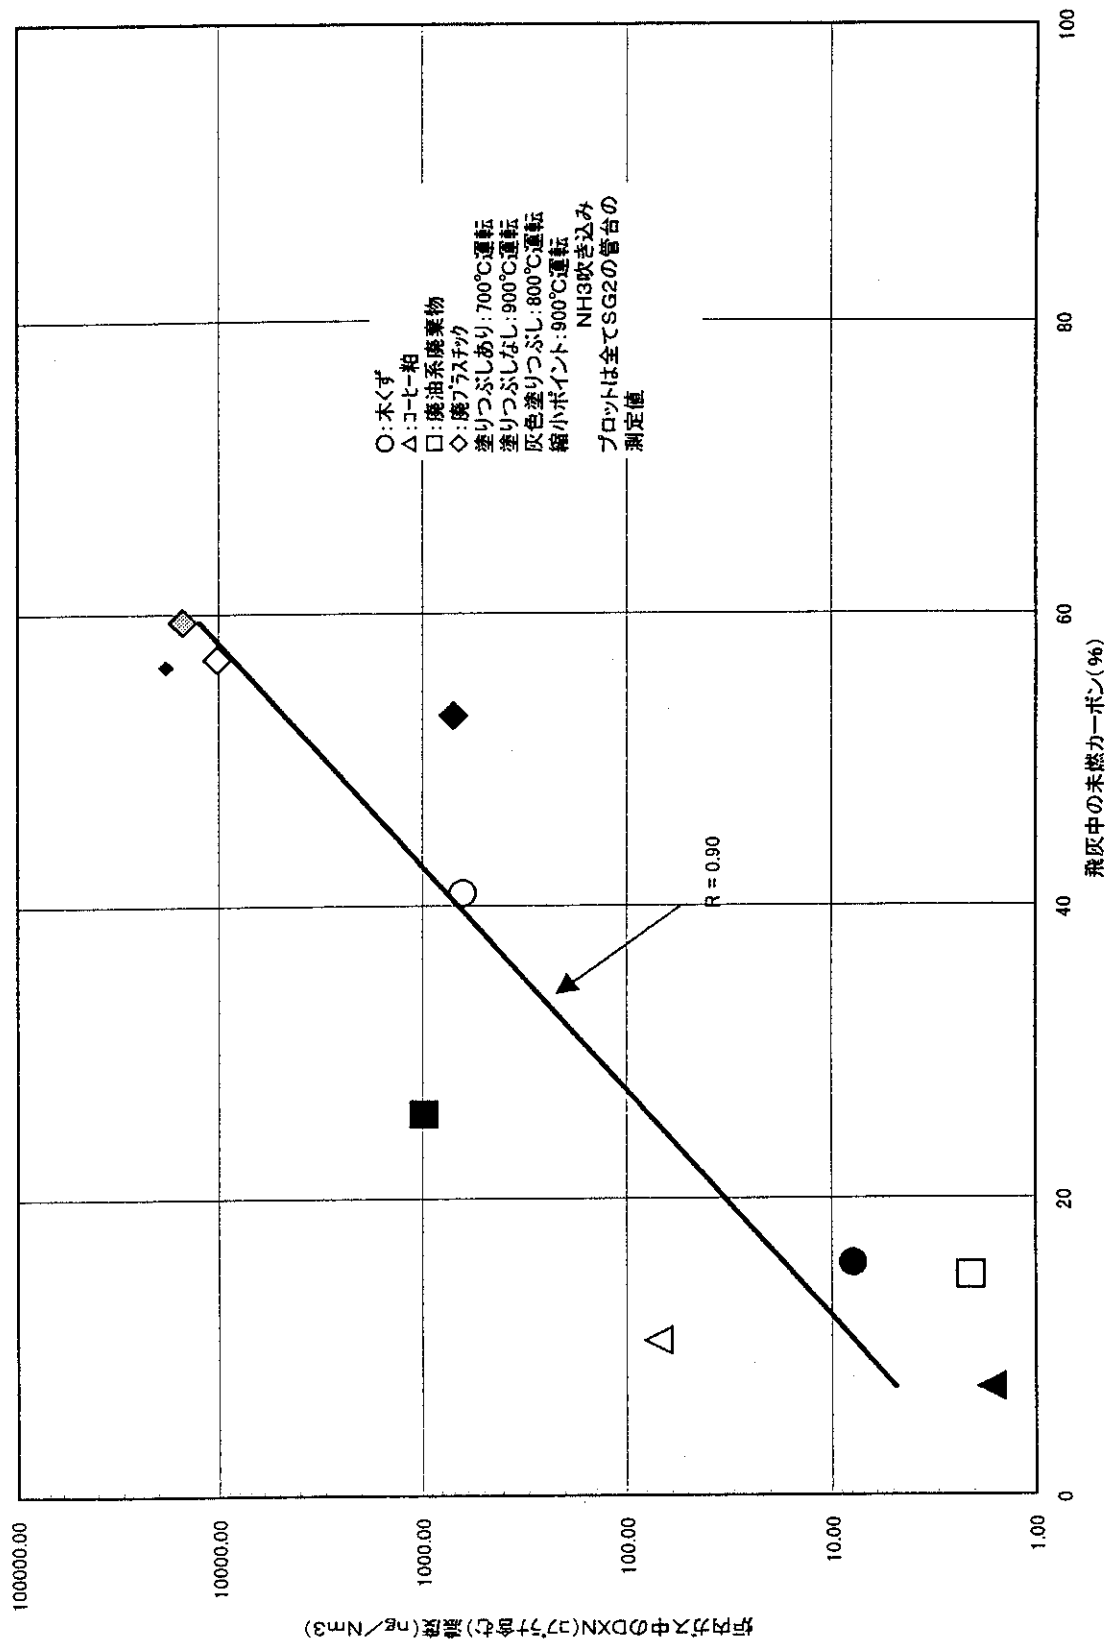 炉内ガス中のDXN(コプラナ含む)濃度(ng/Nm3)
100000.00
10000.00
1000.00
100.00
10.00
1.00
○:木くず
△:コーヒー粕
□:廃油系廃棄物
◇:廃プラスチック
塗りつぶしあり:700℃運転
塗りつぶしなし:900℃運転
灰色塗りつぶし:800℃運転
縮小ポイント:900℃運転
NH3吹き込み
プロットは全てSG2の管台の
測定値
R = 0.90
0
20
40
60
80
100
飛灰中の未燃カーボン(%)